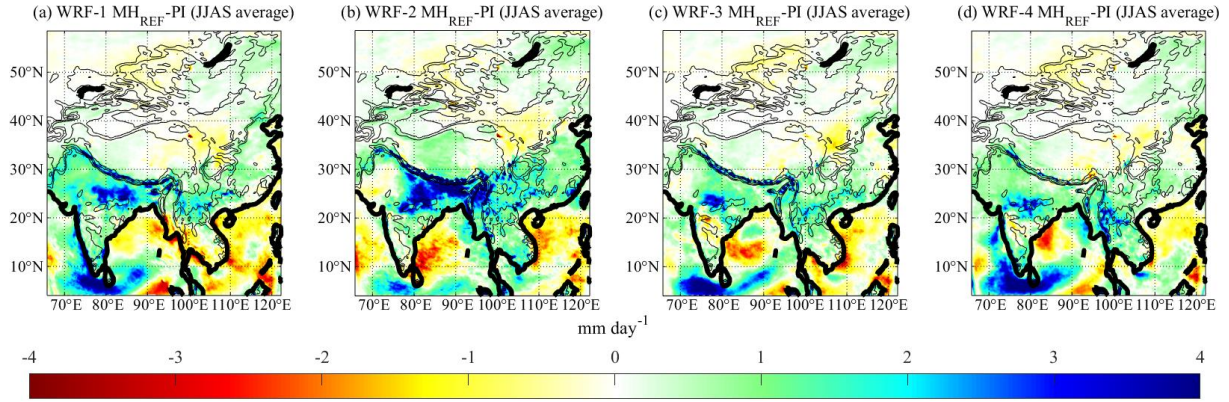 (a) WRF-1 MH_REF-PI (JJAS average) (b) WRF-2 MH_REF-PI (JJAS average) (c) WRF-3 MH_REF-PI (JJAS average) (d) WRF-4 MH_REF-PI (JJAS average)
50°N 50°N 50°N 50°N
40°N 40°N 40°N 40°N
30°N 30°N 30°N 30°N
20°N 20°N 20°N 20°N
10°N 10°N 10°N 10°N
70°E 80°E 90°E 100°E 110°E 120°E 70°E 80°E 90°E 100°E 110°E 120°E 70°E 80°E 90°E 100°E 110°E 120°E 70°E 80°E 90°E 100°E 110°E 120°E
mm day⁻¹
-4 -3 -2 -1 0 1 2 3 4